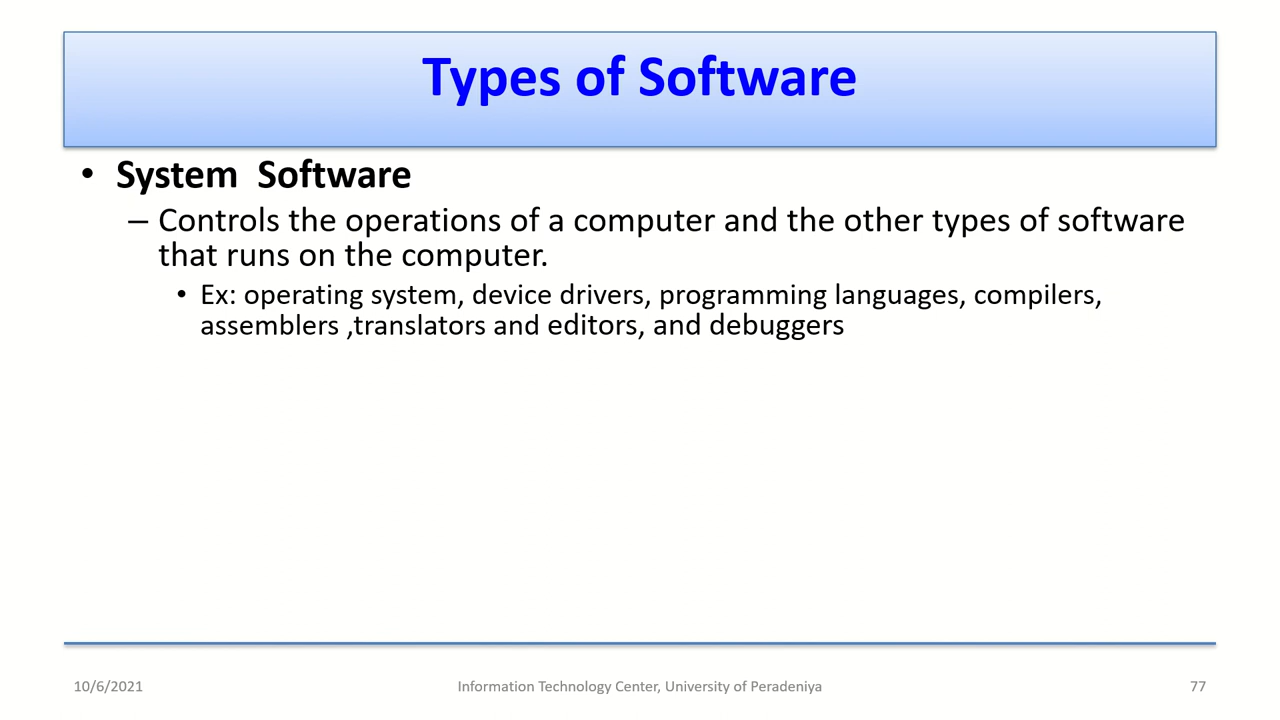 Types of Software
• System  Software
– Controls the operations of a computer and the other types of software
that runs on the computer.
• Ex: operating system, device drivers, programming languages, compilers,
assemblers ,translators and editors, and debuggers
10/6/2021
Information Technology Center, University of Peradeniya
77